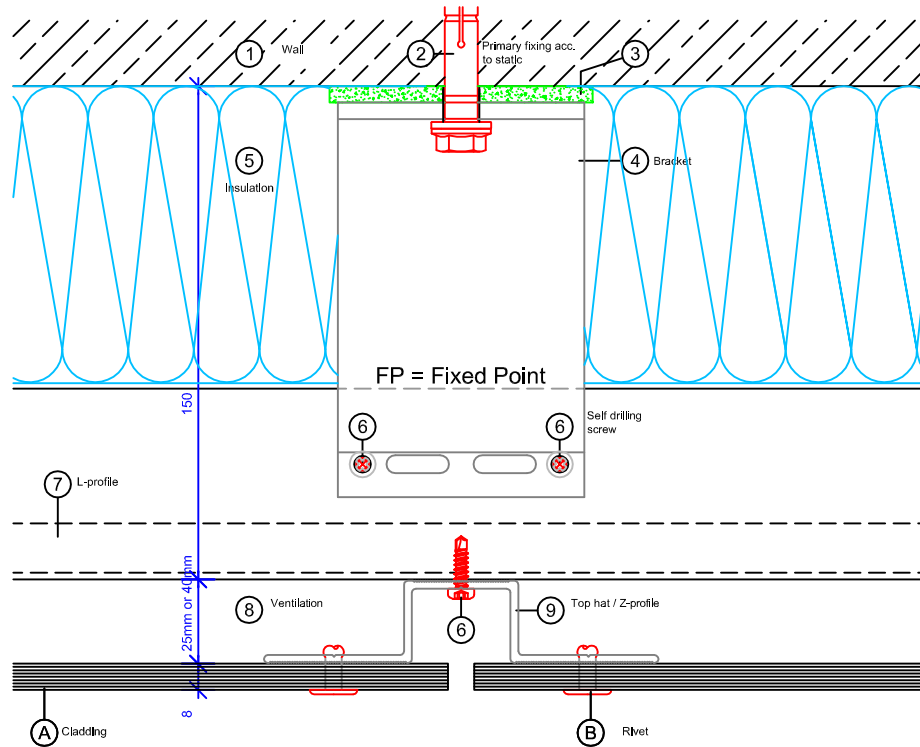 1 Wall
2 Primary fixing acc.
to static
3
5
Insulation
4 Bracket
FP = Fixed Point
150
6
6
Self drilling
screw
7 L-profile
25mm or 40mm
8 Ventilation
6
9 Top hat / Z-profile
8
A Cladding
B Rivet